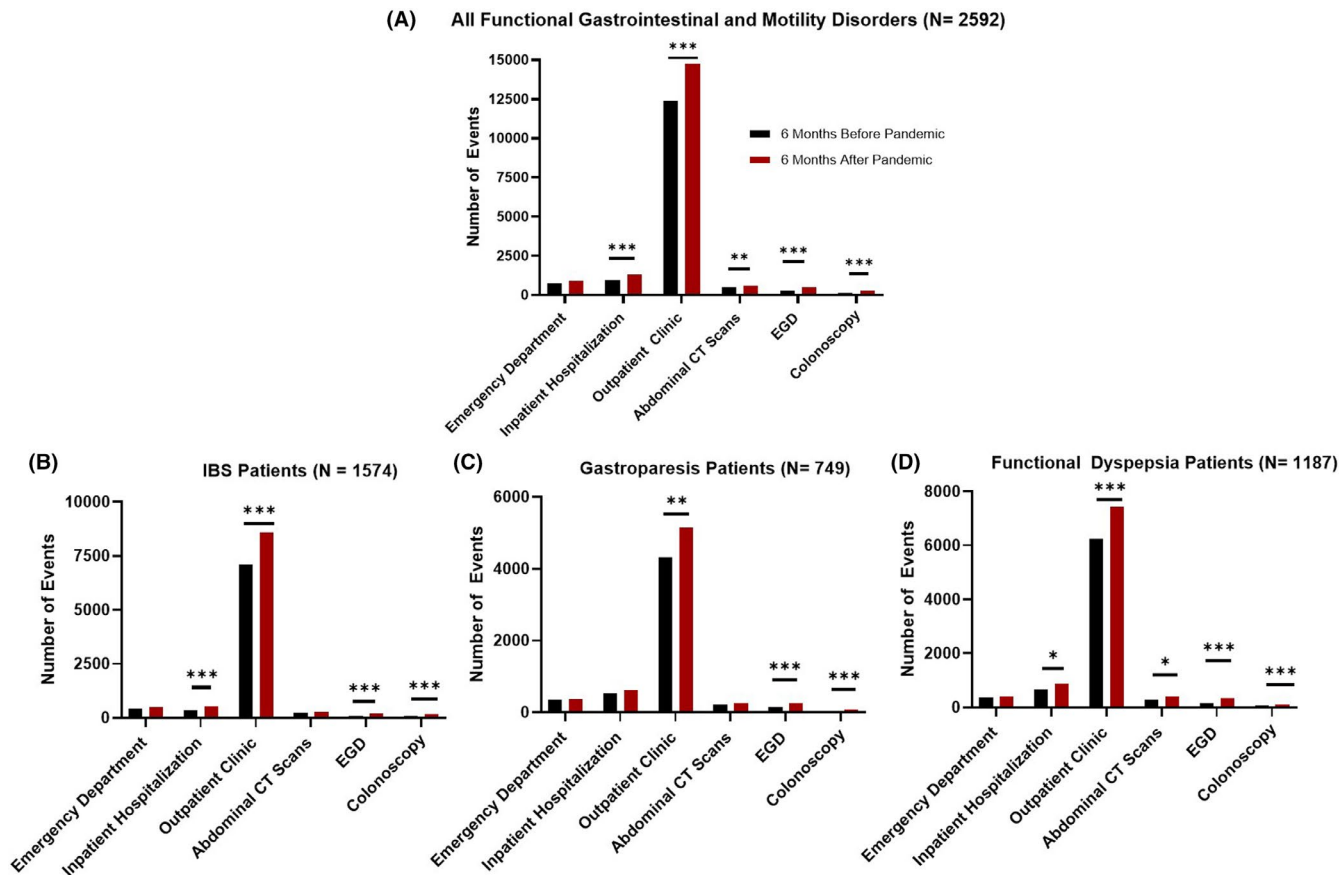 (A) All Functional Gastrointestinal and Motility Disorders (N= 2592)
Number of Events
15000
12500
10000
7500
5000
2500
0
***
***
**
***
***
6 Months Before Pandemic
6 Months After Pandemic
Emergency Department
Inpatient Hospitalization
Outpatient Clinic
Abdominal CT Scans
EGD
Colonoscopy
(B) IBS Patients (N = 1574)
Number of Events
10000
7500
5000
2500
0
***
***
***
***
Emergency Department
Inpatient Hospitalization
Outpatient Clinic
Abdominal CT Scans
EGD
Colonoscopy
(C) Gastroparesis Patients (N= 749)
Number of Events
6000
4000
2000
0
**
***
***
Emergency Department
Inpatient Hospitalization
Outpatient Clinic
Abdominal CT Scans
EGD
Colonoscopy
(D) Functional Dyspepsia Patients (N= 1187)
Number of Events
8000
6000
4000
2000
0
*
***
*
***
***
Emergency Department
Inpatient Hospitalization
Outpatient Clinic
Abdominal CT Scans
EGD
Colonoscopy